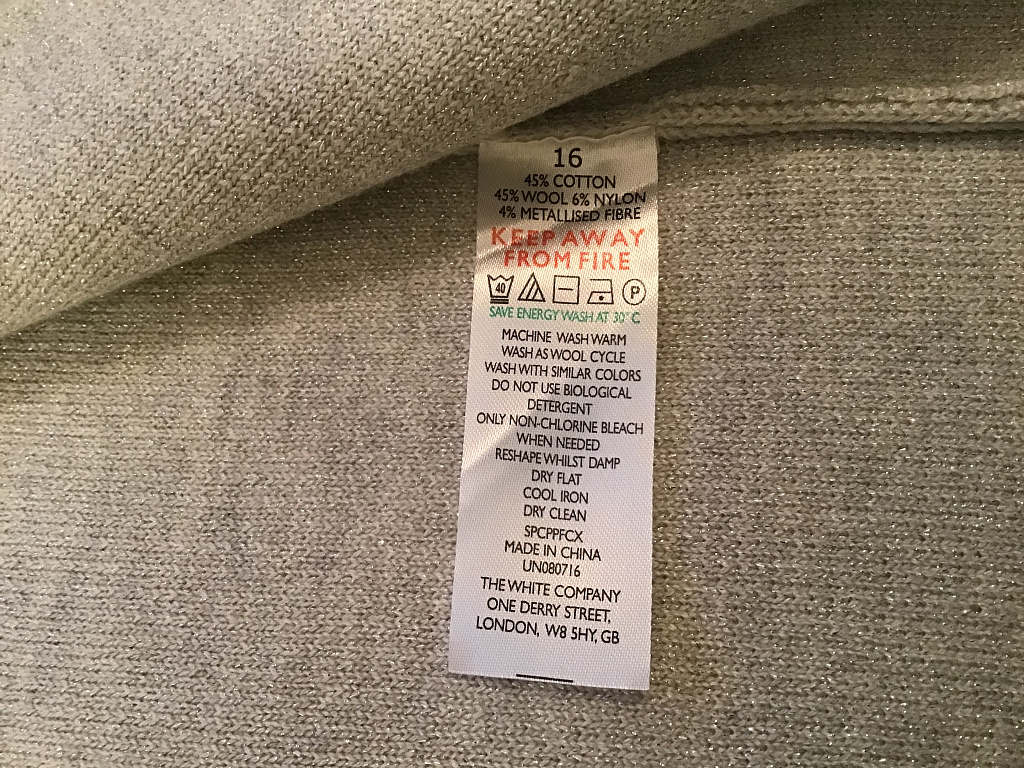 16
45% COTTON
45% WOOL 6% NYLON
4% METALLISED FIBRE
KEEP AWAY
FROM FIRE
40 P
SAVE ENERGY WASH AT 30°C
MACHINE WASH WARM
WASH AS WOOL CYCLE
WASH WITH SIMILAR COLORS
DO NOT USE BIOLOGICAL
DETERGENT
ONLY NON-CHLORINE BLEACH
WHEN NEEDED
RESHAPE WHILST DAMP
DRY FLAT
COOL IRON
DRY CLEAN
SPCPPFCX
MADE IN CHINA
UN080716
THE WHITE COMPANY
ONE DERRY STREET,
LONDON, W8 5HY, GB